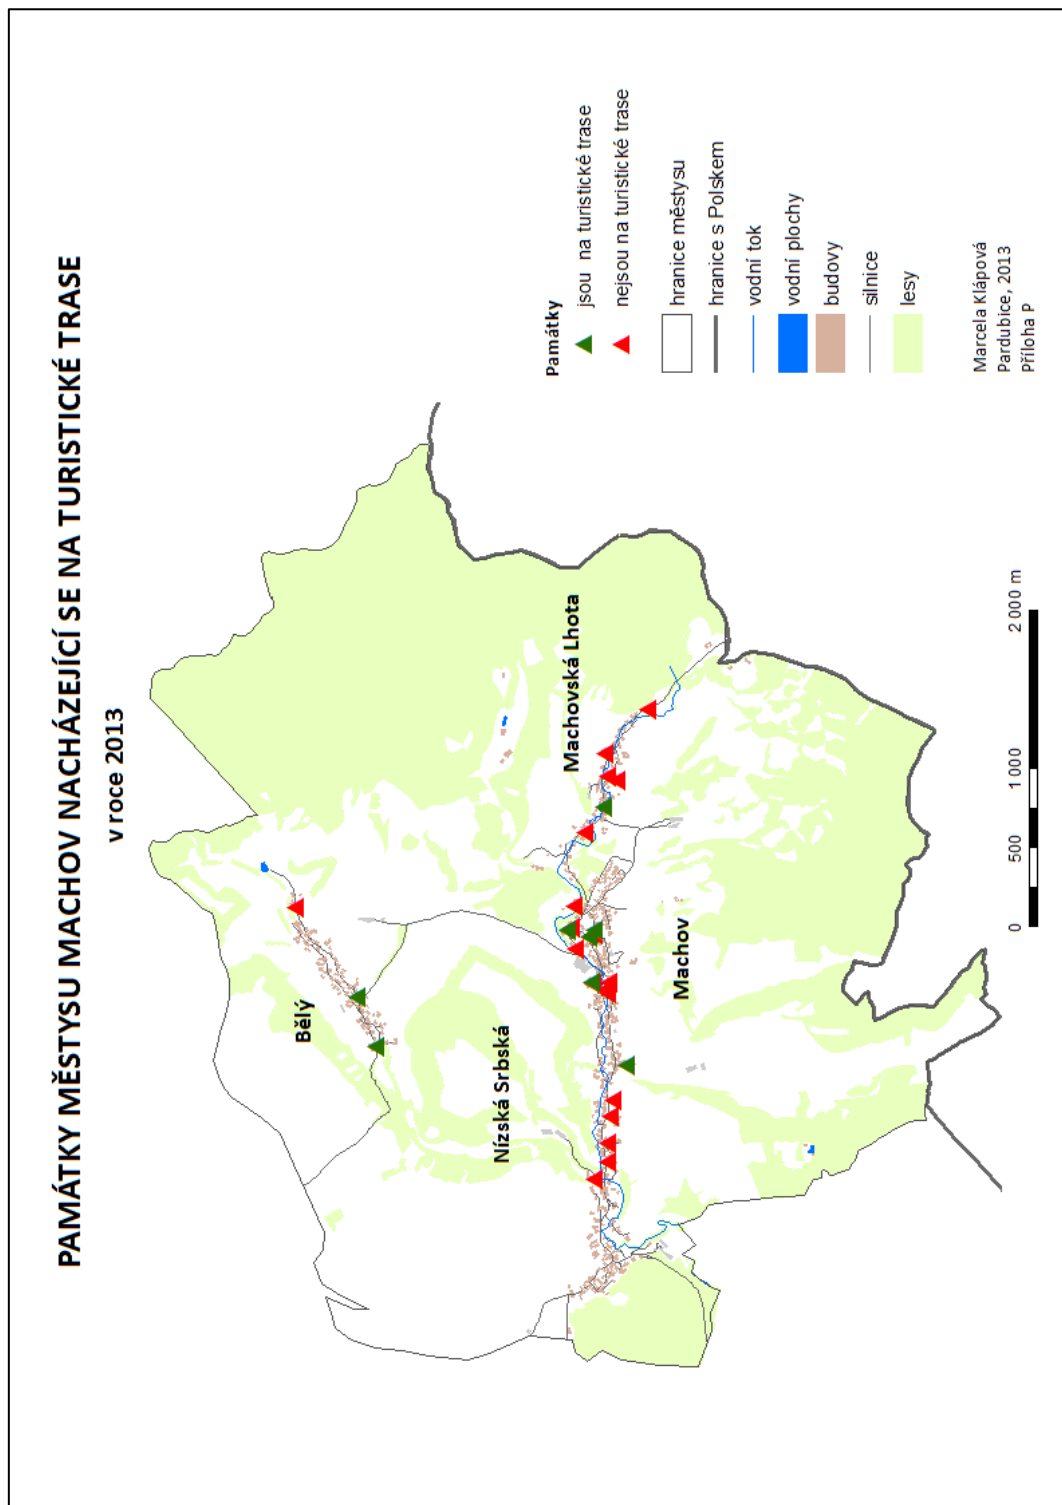 PAMÁTKY MĚSTYSU MACHOV NACHÁZEJÍCÍ SE NA TURISTICKÉ TRASE
v roce 2013
Bělý
Nízská Srbská
Machovská Lhota
Machov
Památky
jsou na turistické trase
nejsou na turistické trase
hranice městysu
hranice s Polskem
vodní tok
vodní plochy
budovy
silnice
lesy
0 500 1 000 2 000 m
Marcela Klápová
Pardubice, 2013
Příloha P